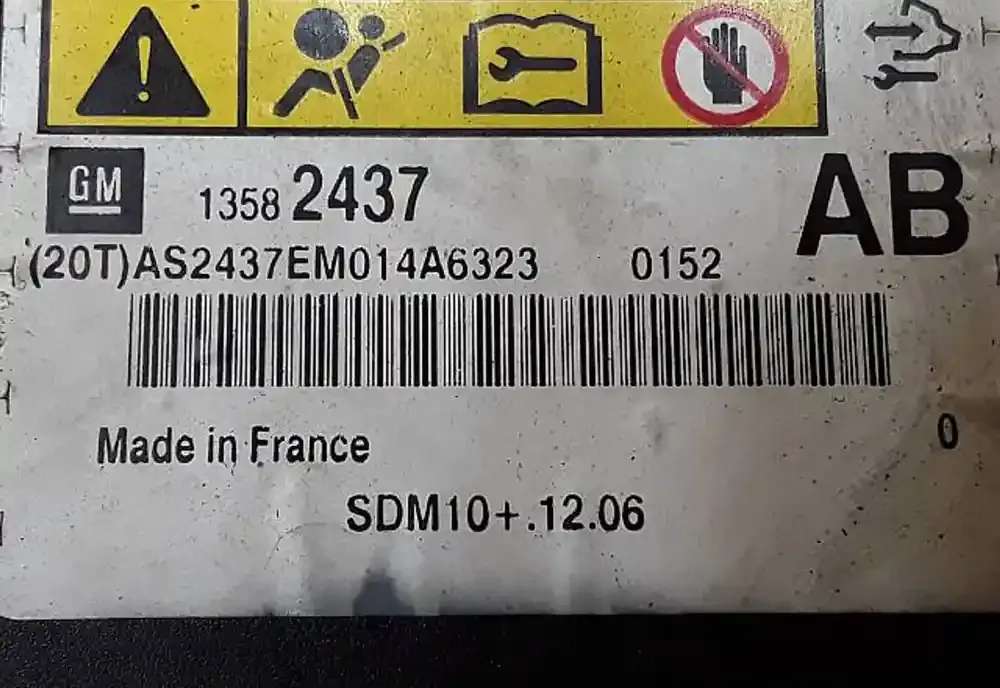 GM 1358 2437 AB
(20T)AS2437EM014A6323 0152
Made in France
0
SDM10+.12.06